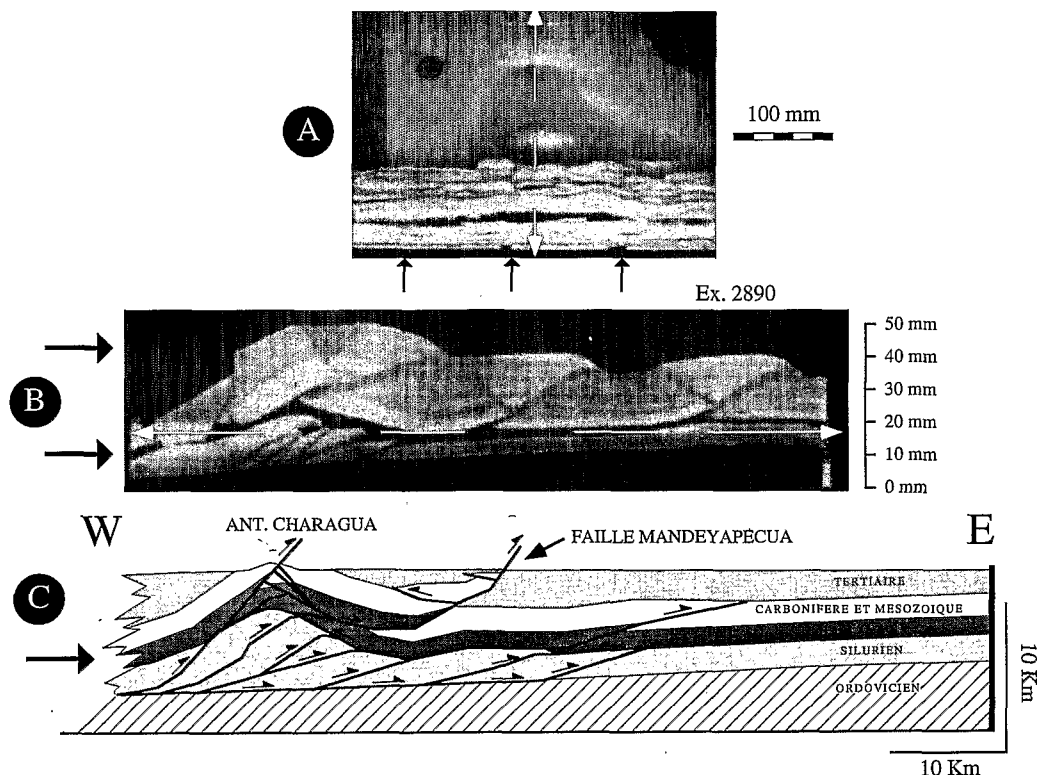 A
100 mm
Ex. 2890
B
50 mm
40 mm
30 mm
20 mm
10 mm
0 mm
W
E
ANT. CHARAGUA
FAILLE MANDEYAPÉCUA
C
TERTIAIRE
CARBONIFERE ET MESOZOIQUE
SILURIEN
ORDOVICIEN
10 Km
10 Km